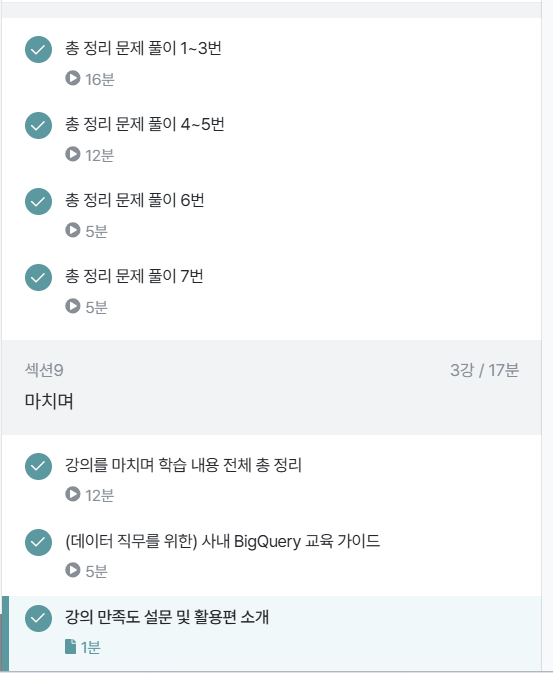 총 정리 문제 풀이 1~3번
16분
총 정리 문제 풀이 4~5번
12분
총 정리 문제 풀이 6번
5분
총 정리 문제 풀이 7번
5분
섹션9
3강 / 17분
마치며
강의를 마치며 학습 내용 전체 총 정리
12분
(데이터 직무를 위한) 사내 BigQuery 교육 가이드
5분
강의 만족도 설문 및 활용편 소개
1분